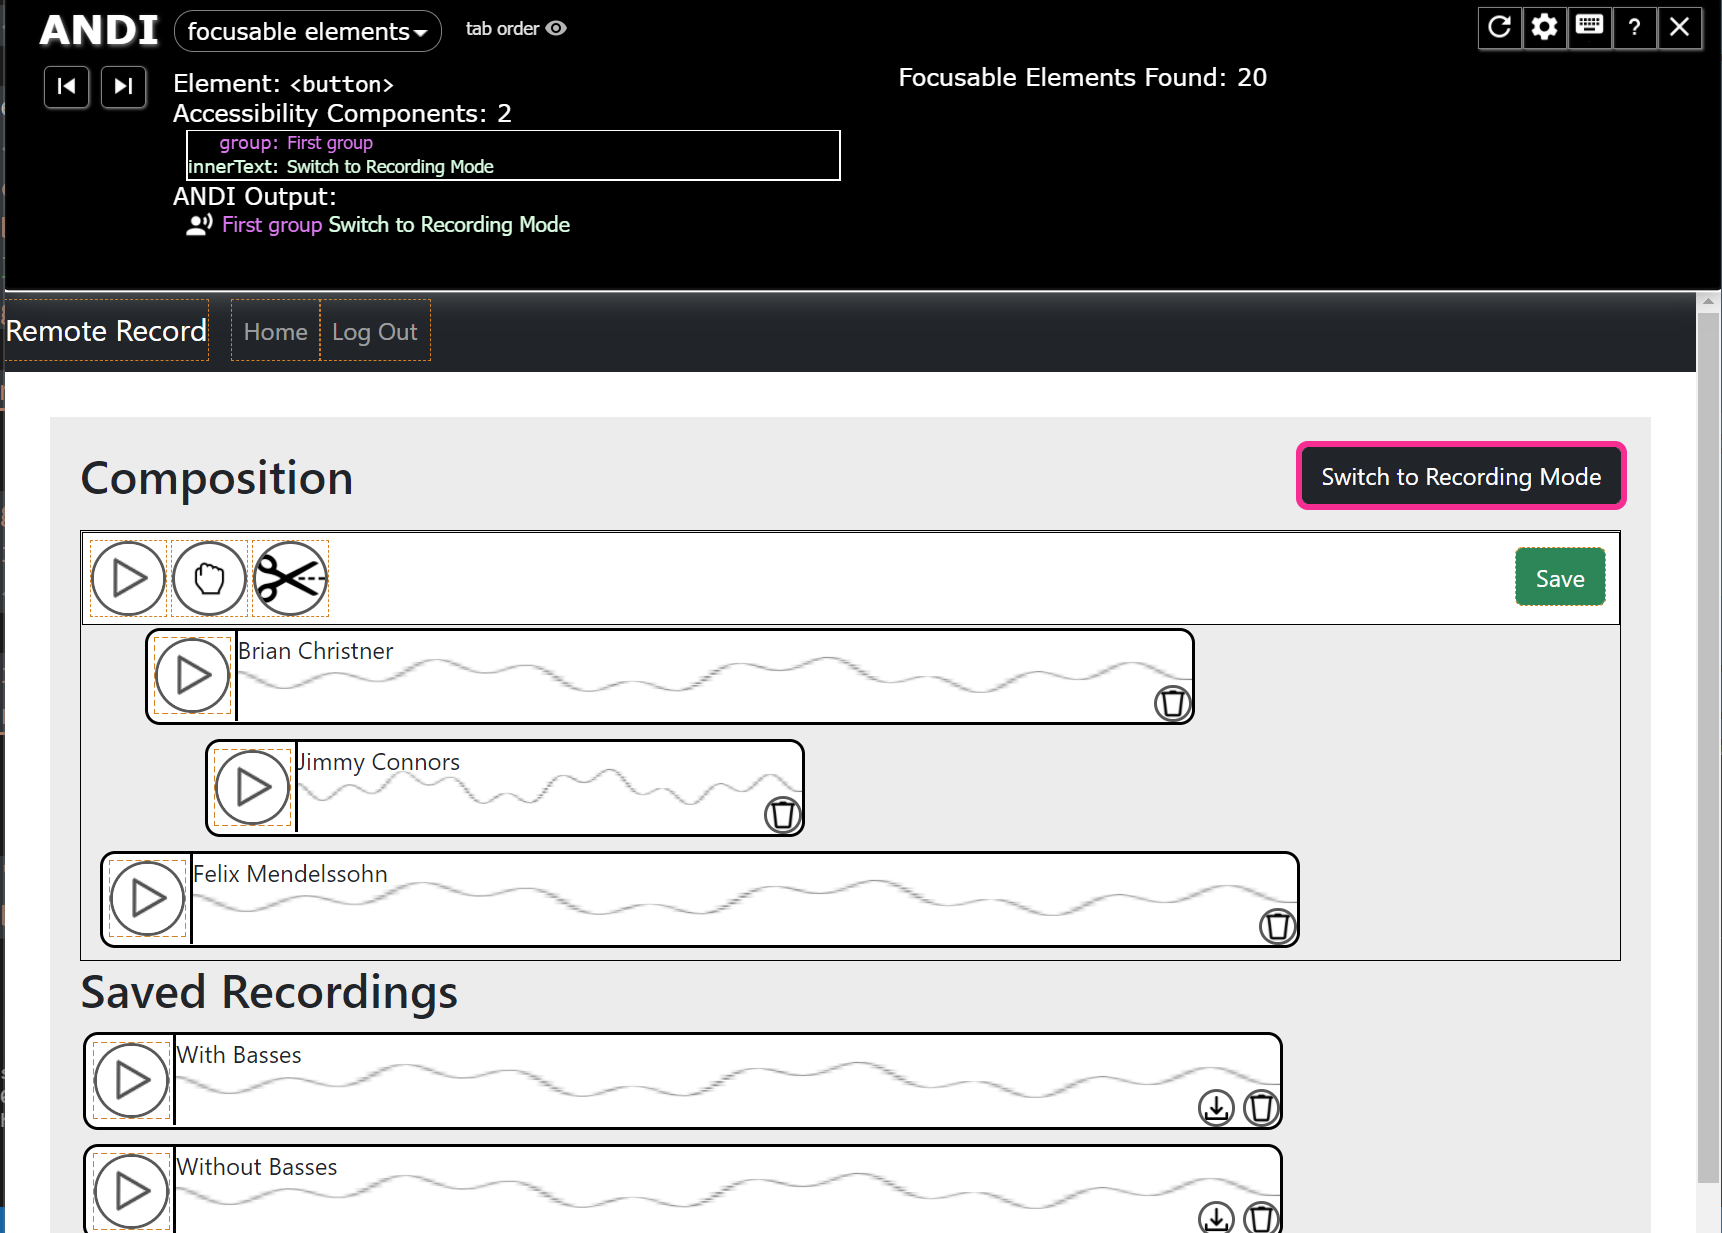 ANDI focusable elements tab order ?
Element: <button>
Focusable Elements Found: 20
Accessibility Components: 2
group: First group
innerText: Switch to Recording Mode
ANDI Output:
First group Switch to Recording Mode
Remote Record Home Log Out
Composition
Switch to Recording Mode
Save
Brian Christner
Jimmy Connors
Felix Mendelssohn
Saved Recordings
With Basses
Without Basses